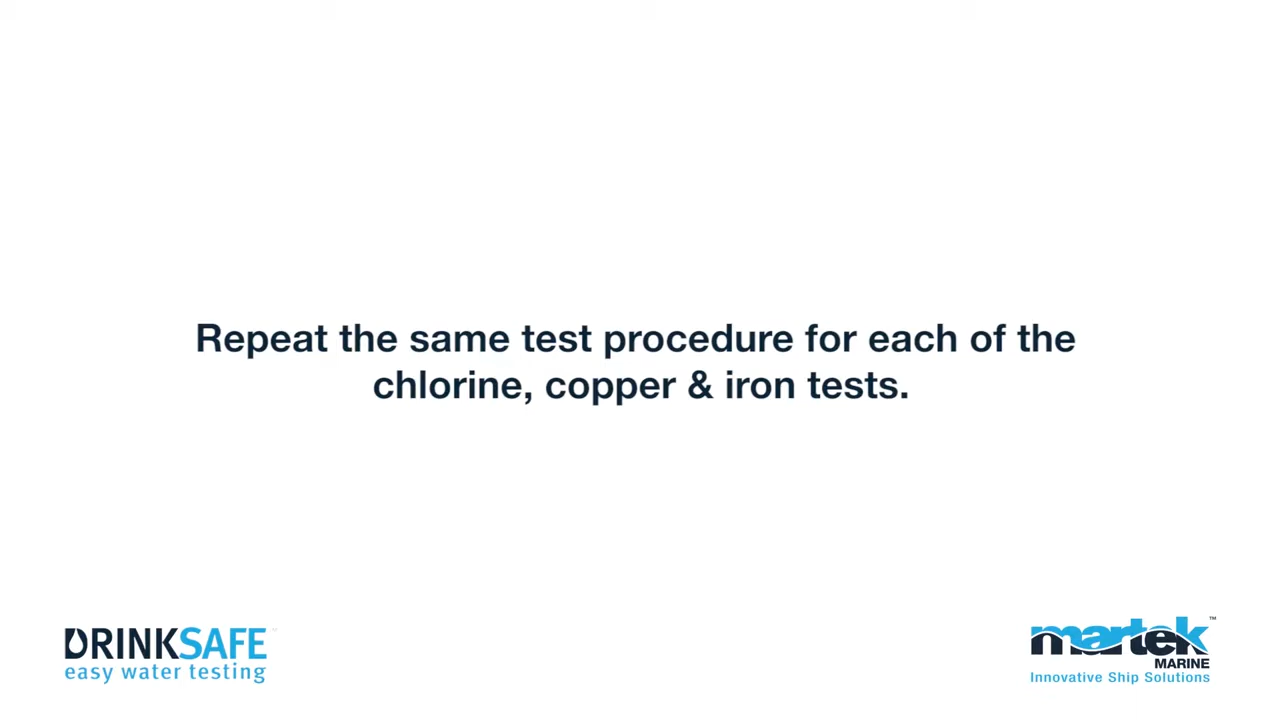 Repeat the same test procedure for each of the
chlorine, copper & iron tests.
DRINKSAFE
easy water testing
martek™
MARINE
Innovative Ship Solutions